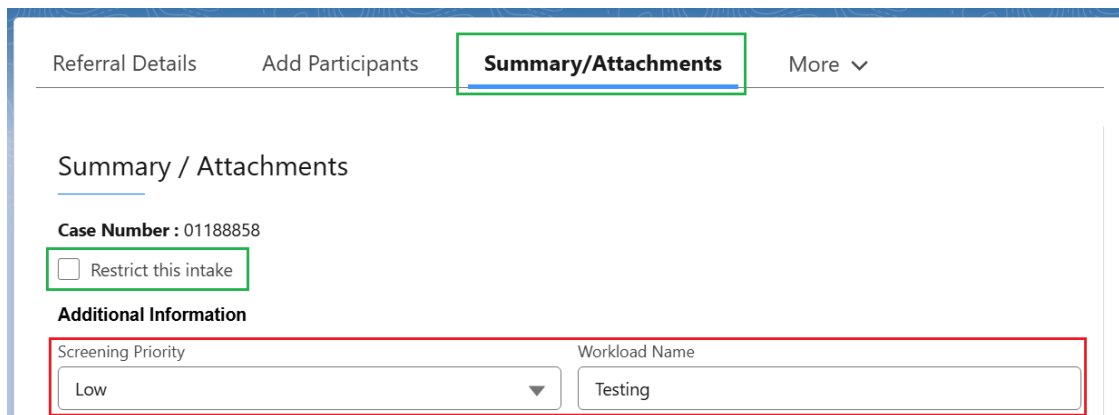 Referral Details Add Participants Summary/Attachments More
Summary / Attachments
Case Number : 01188858
Restrict this intake
Additional Information
Screening Priority Workload Name
Low Testing